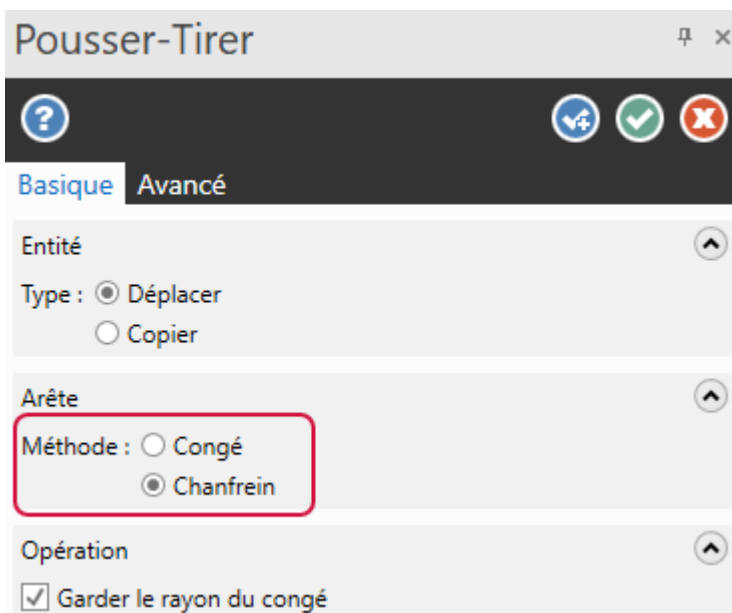 Pousser-Tirer
Basique Avancé
Entité
Type : Déplacer
Copier
Arête
Méthode : Congé
Chanfrein
Opération
Garder le rayon du congé